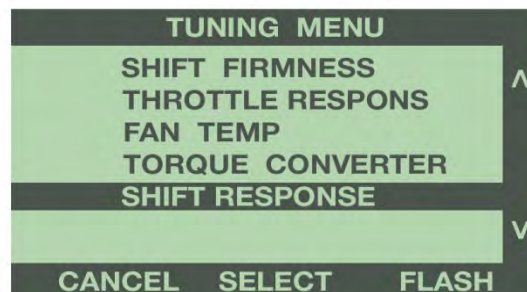 TUNING MENU
SHIFT FIRMNESS
THROTTLE RESPONS
FAN TEMP
TORQUE CONVERTER
SHIFT RESPONSE
CANCEL SELECT FLASH